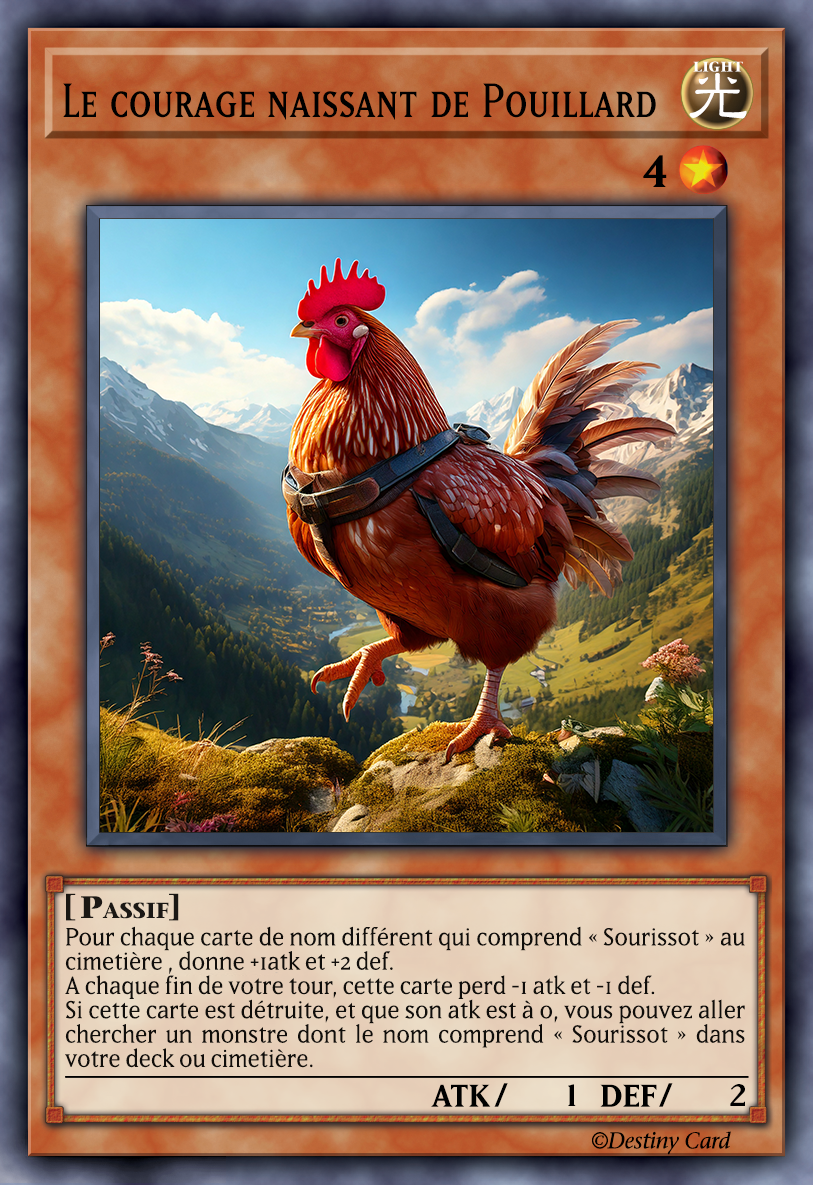 Le courage naissant de Pouillard
LIGHT
光
4
[Passif]
Pour chaque carte de nom différent qui comprend « Sourissot » au
cimetière , donne +1atk et +2 def.
A chaque fin de votre tour, cette carte perd -1 atk et -1 def.
Si cette carte est détruite, et que son atk est à 0, vous pouvez aller
chercher un monstre dont le nom comprend « Sourissot » dans
votre deck ou cimetière.
ATK/ 1 DEF/ 2
©Destiny Card